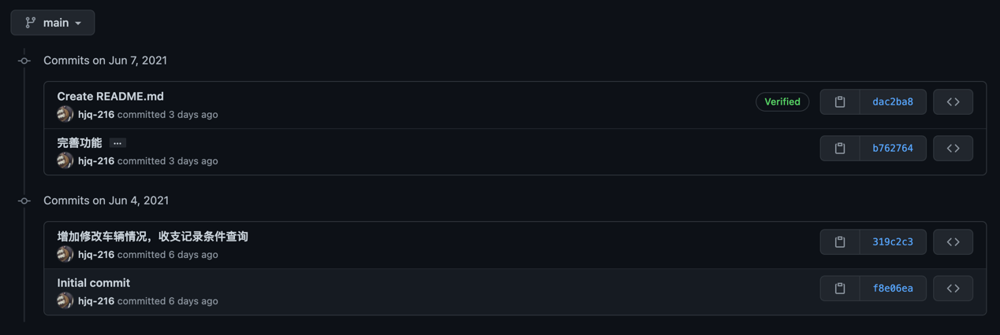 main
Commits on Jun 7, 2021
Create README.md
Verified
dac2ba8
hjq-216 committed 3 days ago
完善功能 ...
b762764
hjq-216 committed 3 days ago
Commits on Jun 4, 2021
增加修改车辆情况，收支记录条件查询
319c2c3
hjq-216 committed 6 days ago
Initial commit
f8e06ea
hjq-216 committed 6 days ago